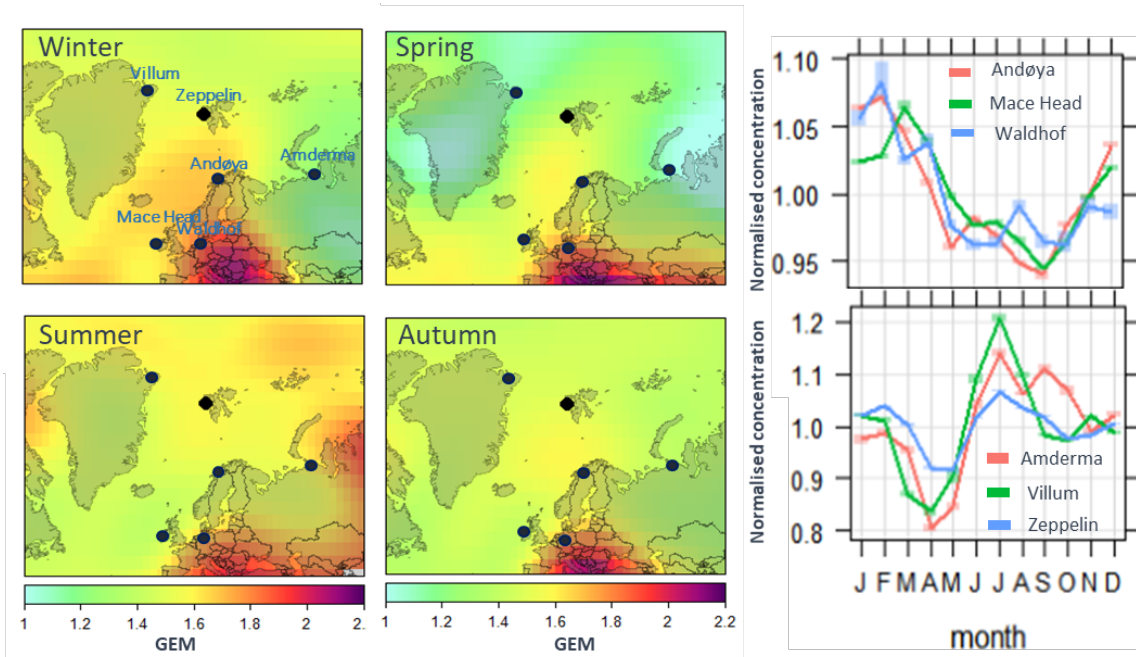 Winter
Villum
Zeppelin
Andøya
Amderma
Mace Head
Waldhof
Spring
Summer
Autumn
1 1.2 1.4 1.6 1.8 2 2.
GEM
1 1.2 1.4 1.6 1.8 2 2.2
GEM
Normalised concentration
1.10
1.05
1.00
0.95
Andøya
Mace Head
Waldhof
Normalised concentration
1.2
1.1
1.0
0.9
0.8
Amderma
Villum
Zeppelin
J F M A M J J A S O N D
month